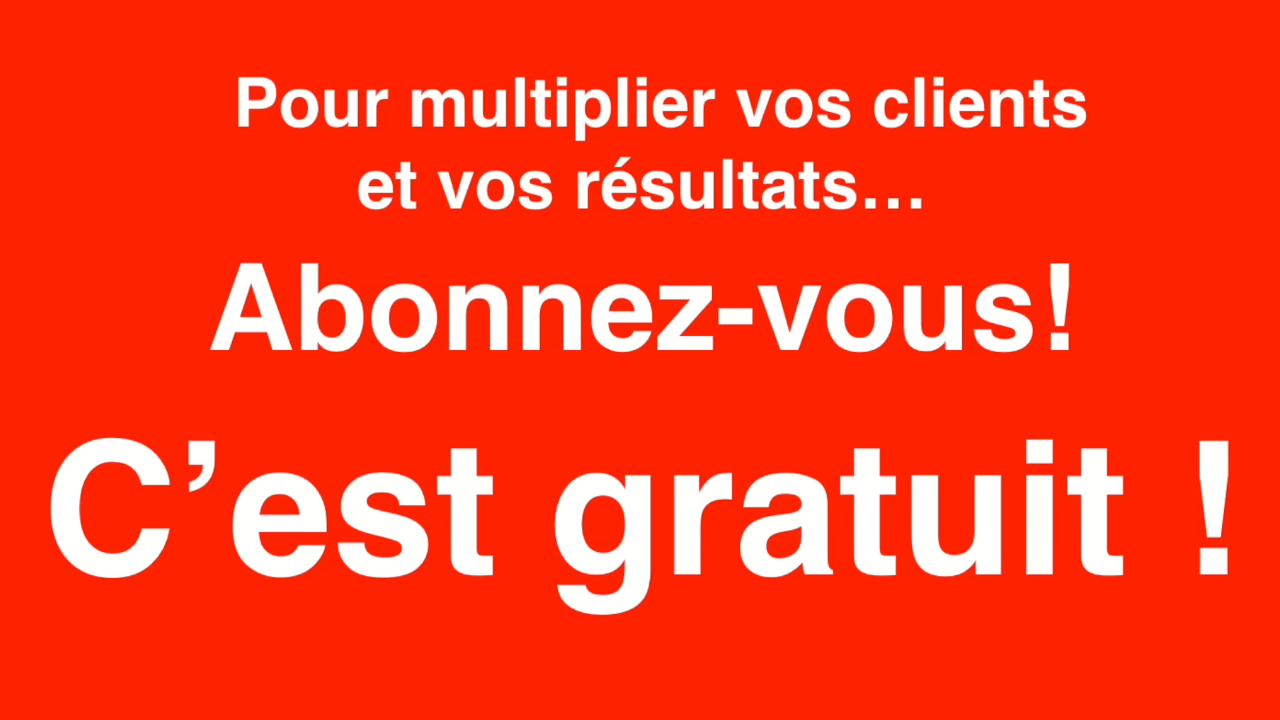 Pour multiplier vos clients
et vos résultats…
Abonnez-vous!
C’est gratuit !